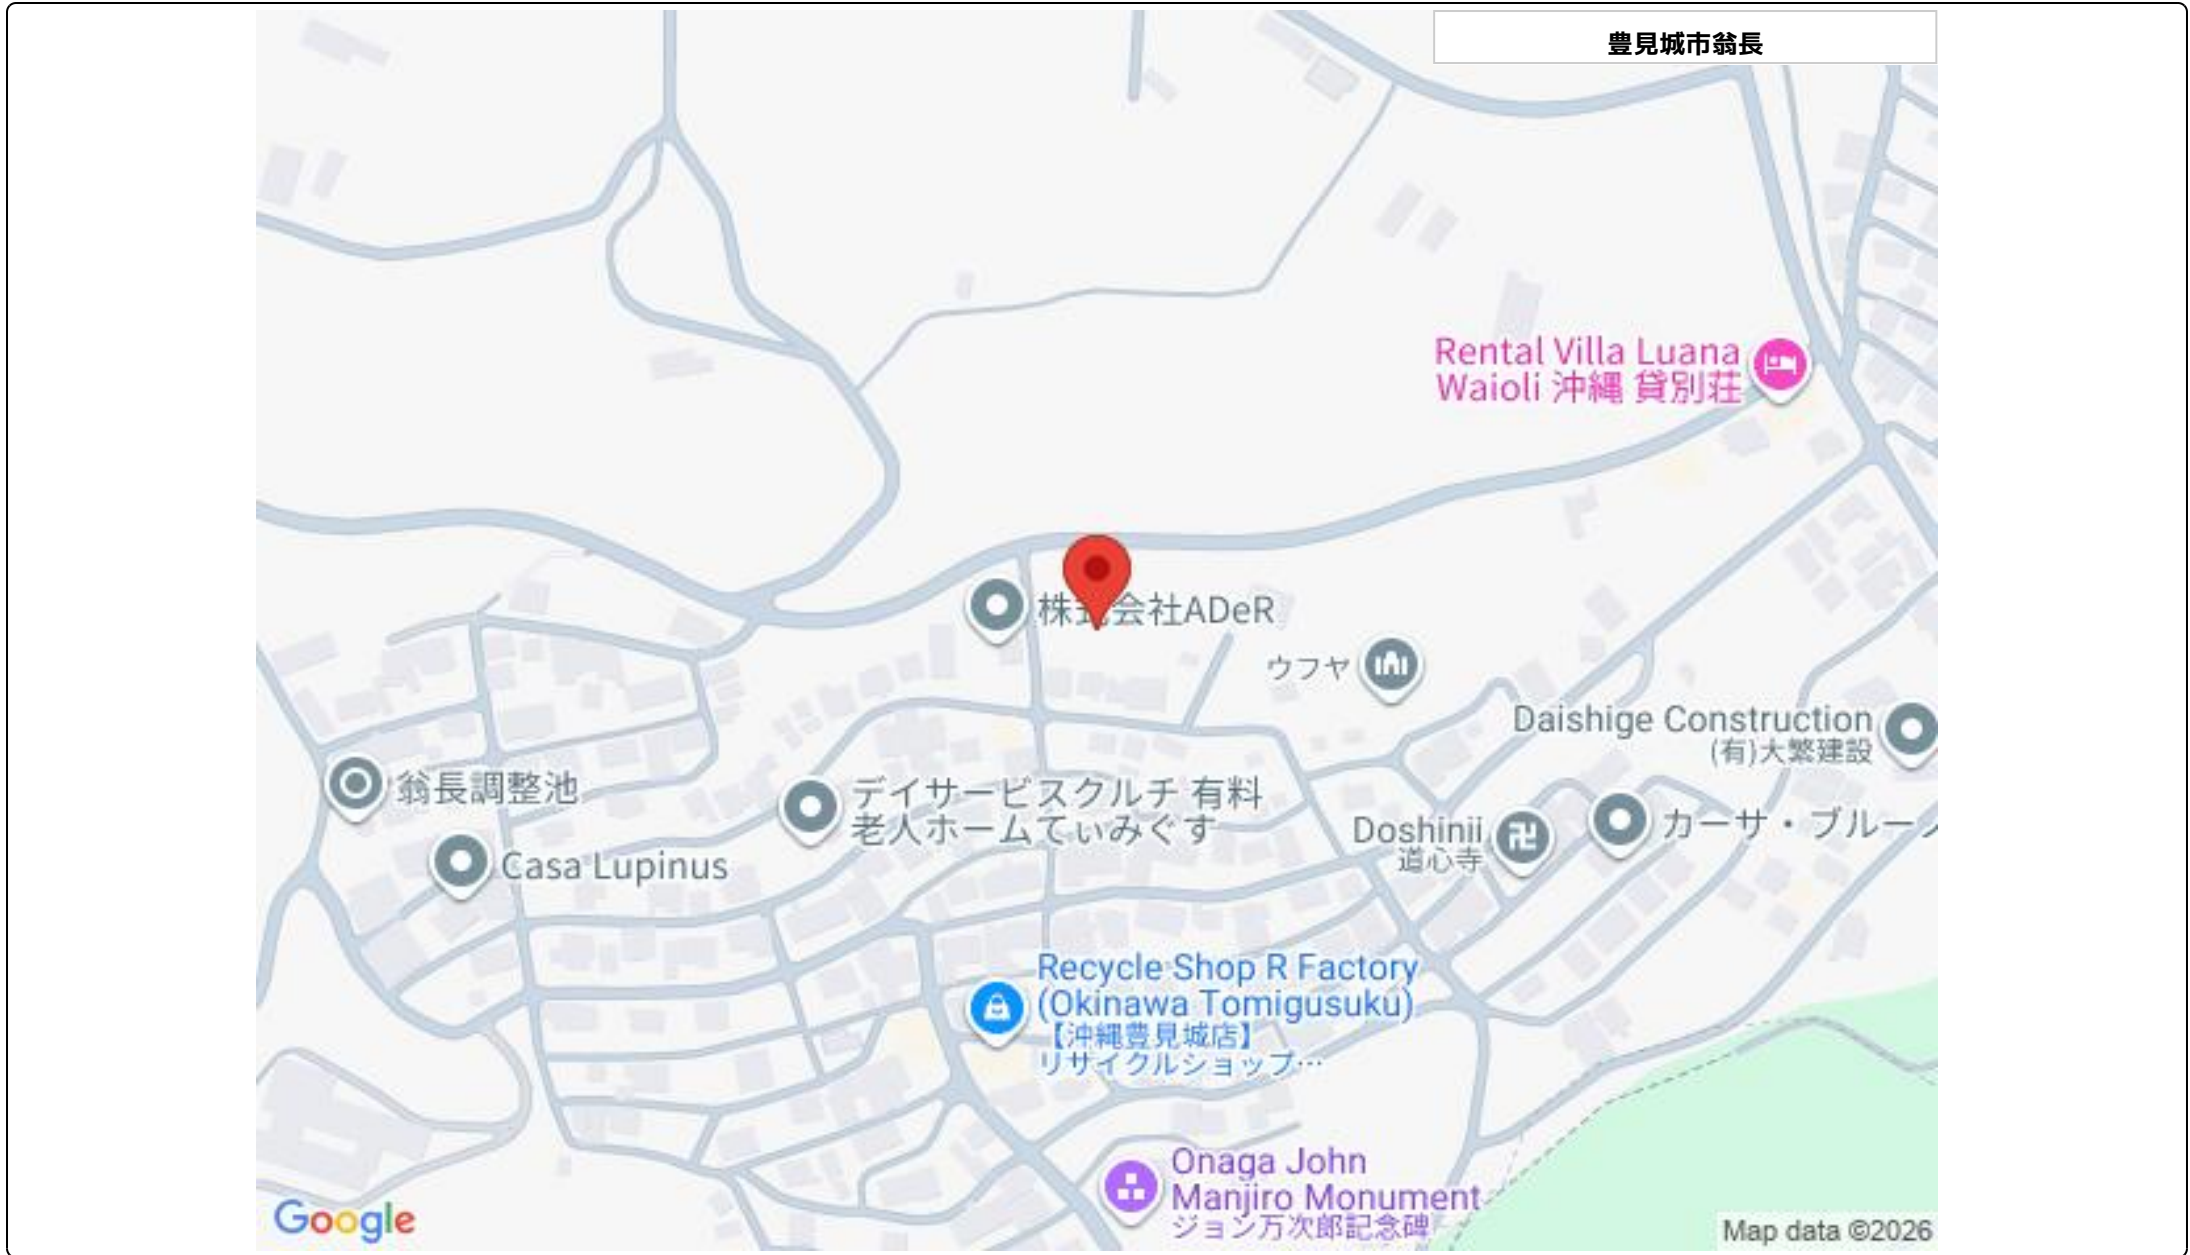 豊見城市翁長
Rental Villa Luana
Waioli 沖縄 貸別荘
株式会社ADeR
ウフヤ
Daishige Construction
(有)大繁建設
翁長調整池
デイサービスクルチ 有料
老人ホームてぃみぐす
Doshinii
道心寺
カーサ・ブルーノ
Casa Lupinus
Recycle Shop R Factory
(Okinawa Tomigusuku)
【沖縄豊見城店】
リサイクルショップ…
Onaga John
Manjiro Monument
ジョン万次郎記念碑
Google
Map data ©2026